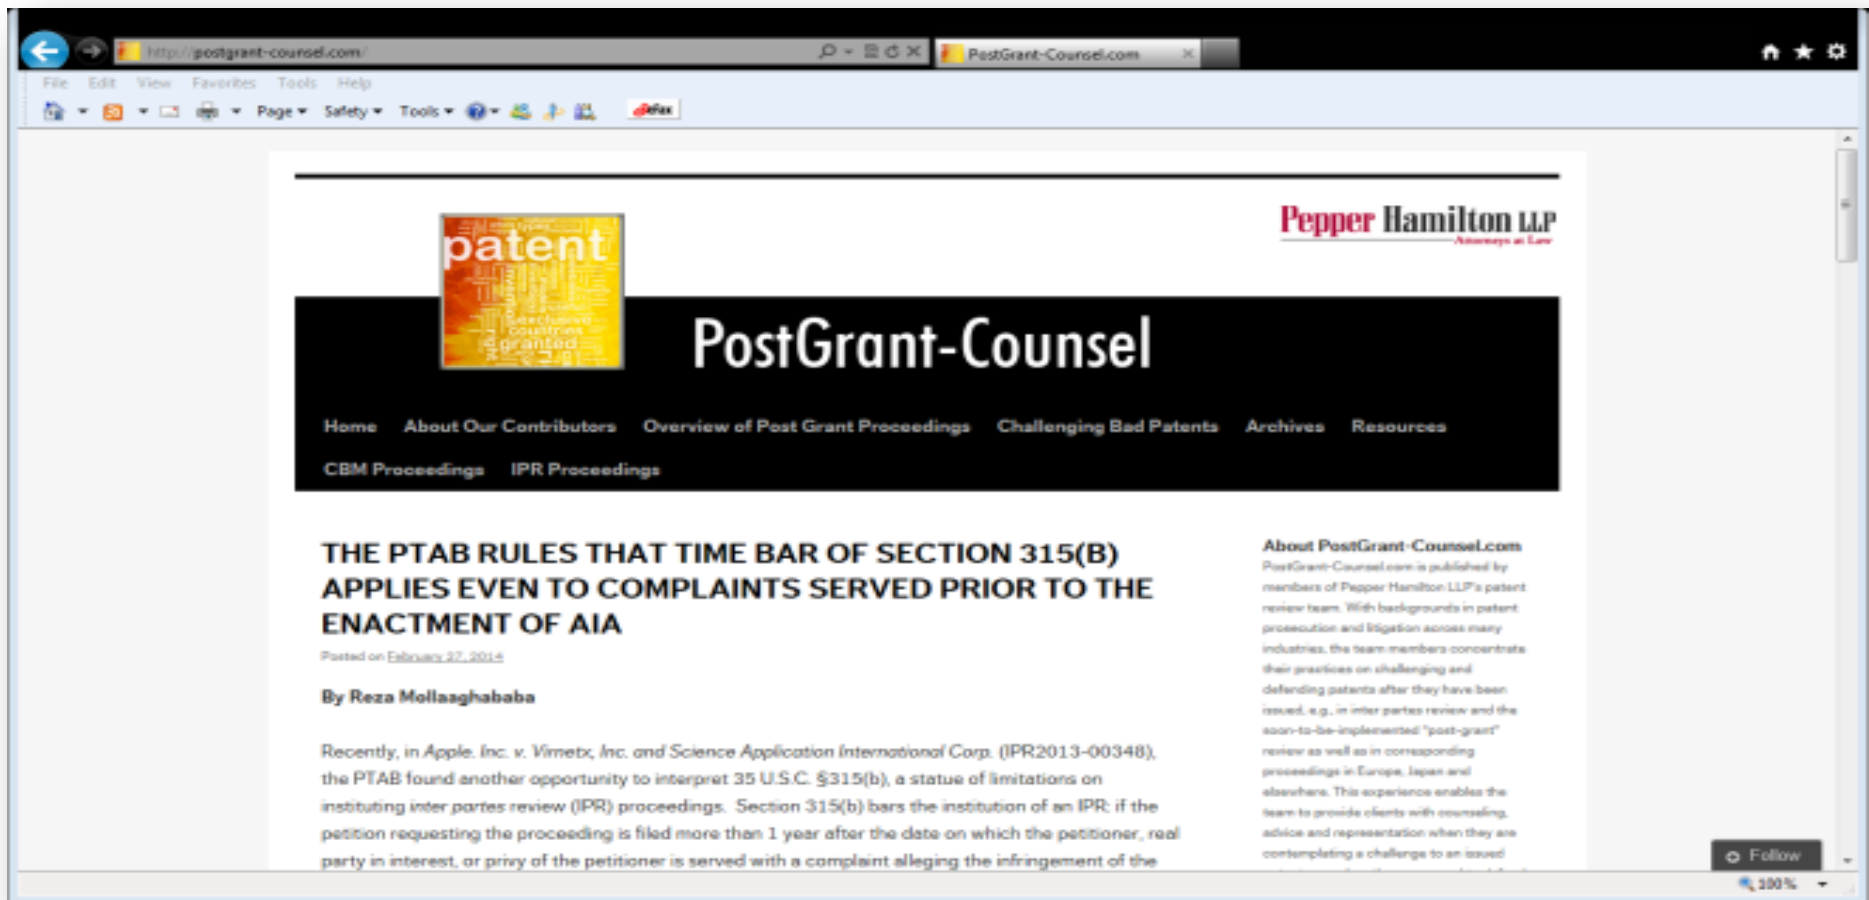 http://postgrant-counsel.com/
PostGrant-Counsel.com
File Edit View Favorites Tools Help
Page Safety Tools
eFax
Pepper Hamilton LLP
Attorneys at Law
patent
exclusive
countries
granted
right
PostGrant-Counsel
Home About Our Contributors Overview of Post Grant Proceedings Challenging Bad Patents Archives Resources
CBM Proceedings IPR Proceedings
THE PTAB RULES THAT TIME BAR OF SECTION 315(B)
APPLIES EVEN TO COMPLAINTS SERVED PRIOR TO THE
ENACTMENT OF AIA
Posted on February 27, 2014
By Reza Mollaaghababa
Recently, in Apple. Inc. v. Virnetx, Inc. and Science Application International Corp. (IPR2013-00348),
the PTAB found another opportunity to interpret 35 U.S.C. §315(b), a statue of limitations on
instituting inter partes review (IPR) proceedings. Section 315(b) bars the institution of an IPR: if the
petition requesting the proceeding is filed more than 1 year after the date on which the petitioner, real
party in interest, or privy of the petitioner is served with a complaint alleging the infringement of the
About PostGrant-Counsel.com
PostGrant-Counsel.com is published by
members of Pepper Hamilton LLP's patent
review team. With backgrounds in patent
prosecution and litigation across many
industries, the team members concentrate
their practices on challenging and
defending patents after they have been
issued, e.g., in inter partes review and the
soon-to-be-implemented "post-grant"
review as well as in corresponding
proceedings in Europe, Japan and
elsewhere. This experience enables the
team to provide clients with counseling,
advice and representation when they are
contemplating a challenge to an issued
Follow
100%